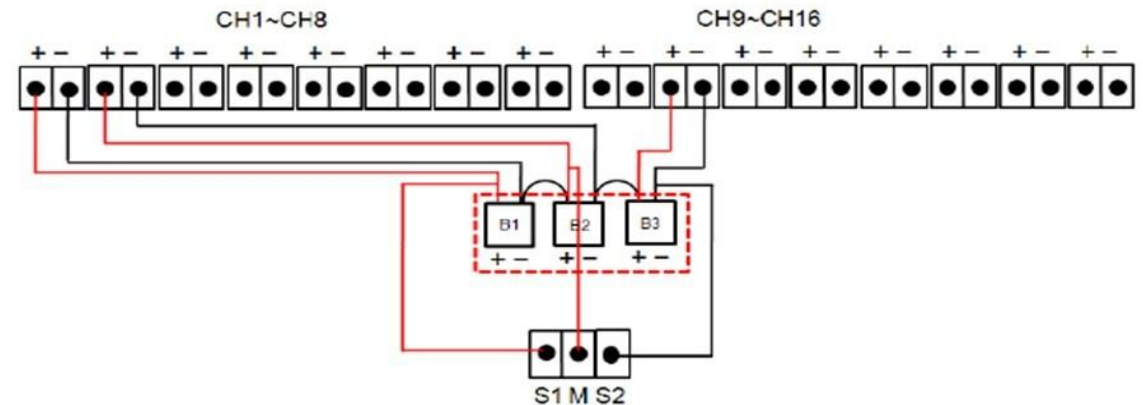 CH1~CH8 CH9~CH16
+ − + − + − + − + − + − + − + − + − + − + − + − + − + − + − + −
B1 B2 B3
+ − + − + −
S1 M S2